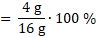 = 4 g / 16 g · 100 %